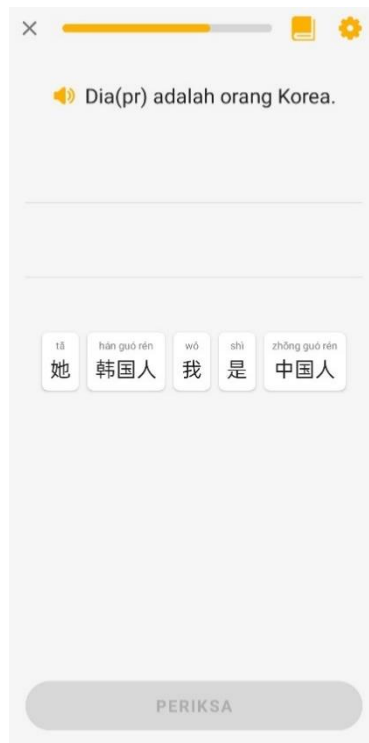 Dia(pr) adalah orang Korea.
tā hán guó rén wǒ shì zhōng guó rén
她 韩国人 我 是 中国人
PERIKSA